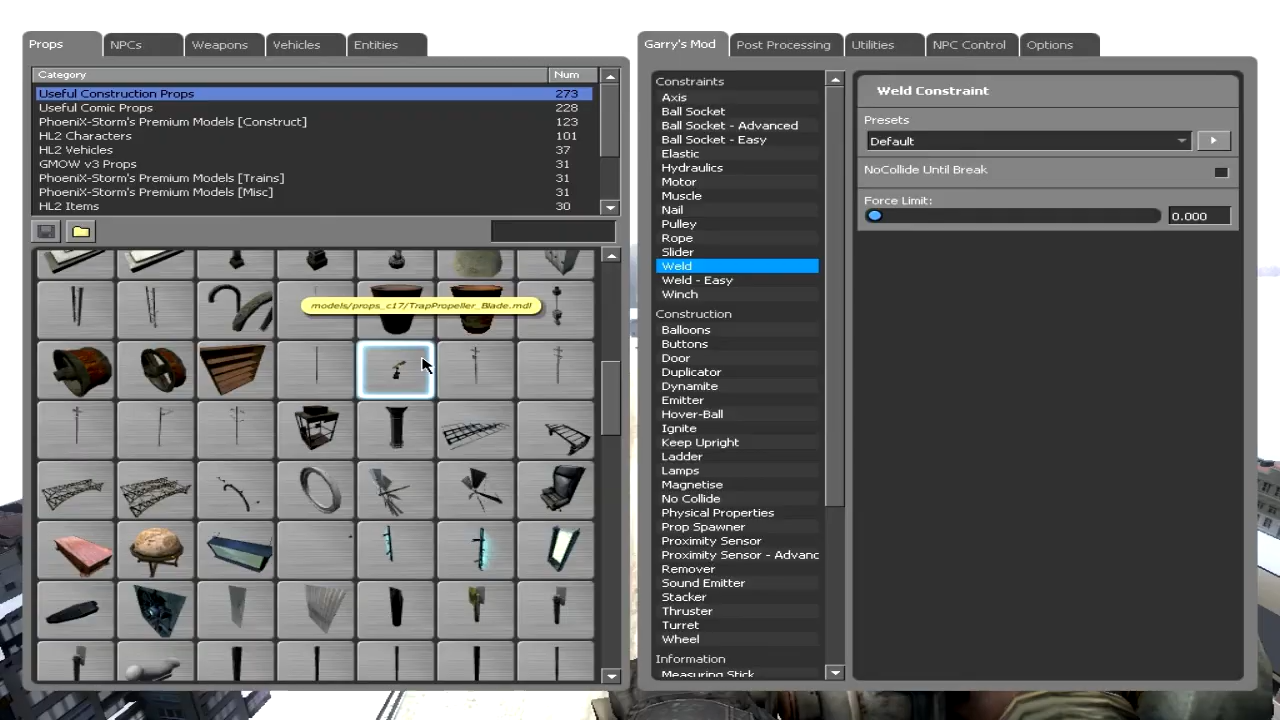 Props
NPCs
Weapons
Vehicles
Entities
Category Num
Useful Construction Props 273
Useful Comic Props 228
PhoeniX-Storm's Premium Models [Construct] 123
HL2 Characters 101
HL2 Vehicles 37
GMOW v3 Props 31
PhoeniX-Storm's Premium Models [Trains] 31
PhoeniX-Storm's Premium Models [Misc] 31
HL2 Items 30
models/props_c17/TrapPropeller_Blade.mdl
Garry's Mod
Post Processing
Utilities
NPC Control
Options
Constraints
Axis
Ball Socket
Ball Socket - Advanced
Ball Socket - Easy
Elastic
Hydraulics
Motor
Muscle
Nail
Pulley
Rope
Slider
Weld
Weld - Easy
Winch
Construction
Balloons
Buttons
Door
Duplicator
Dynamite
Emitter
Hover-Ball
Ignite
Keep Upright
Ladder
Lamps
Magnetise
No Collide
Physical Properties
Prop Spawner
Proximity Sensor
Proximity Sensor - Advanc
Remover
Sound Emitter
Stacker
Thruster
Turret
Wheel
Information
Measuring Stick
Weld Constraint
Presets
Default
NoCollide Until Break
Force Limit:
0.000